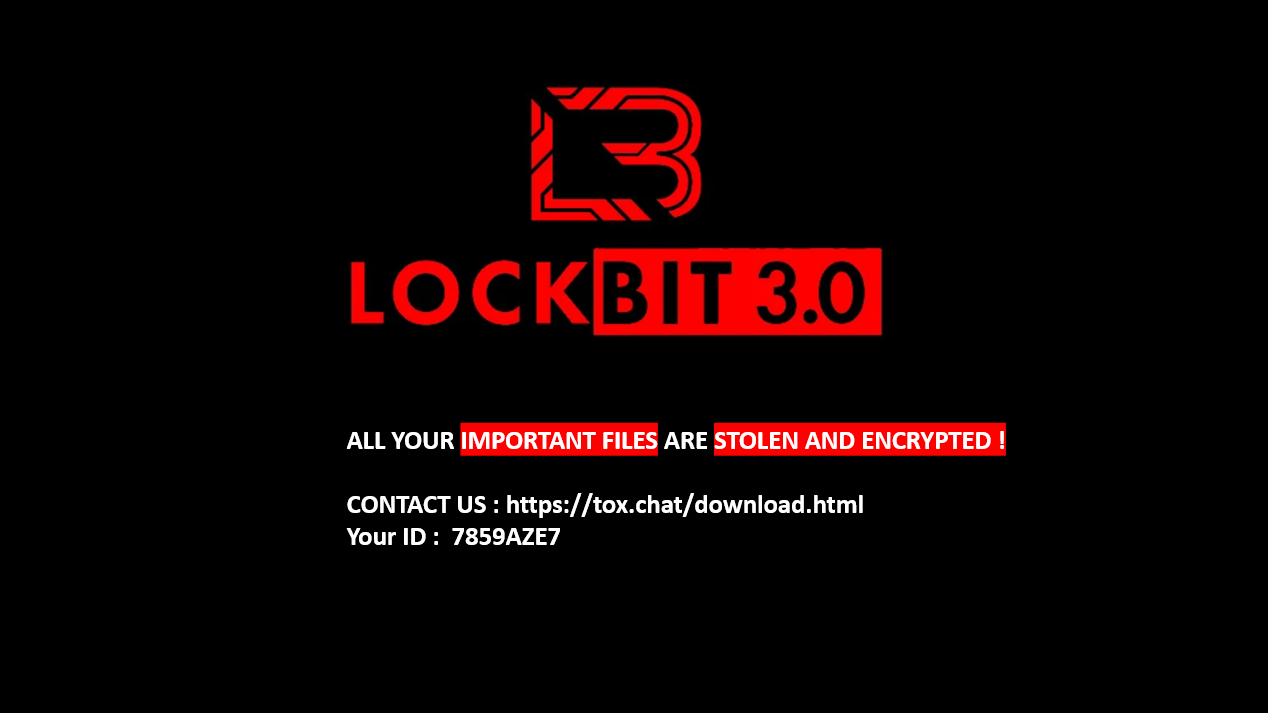 LOCKBIT 3.0
ALL YOUR IMPORTANT FILES ARE STOLEN AND ENCRYPTED !
CONTACT US : https://tox.chat/download.html
Your ID : 7859AZE7